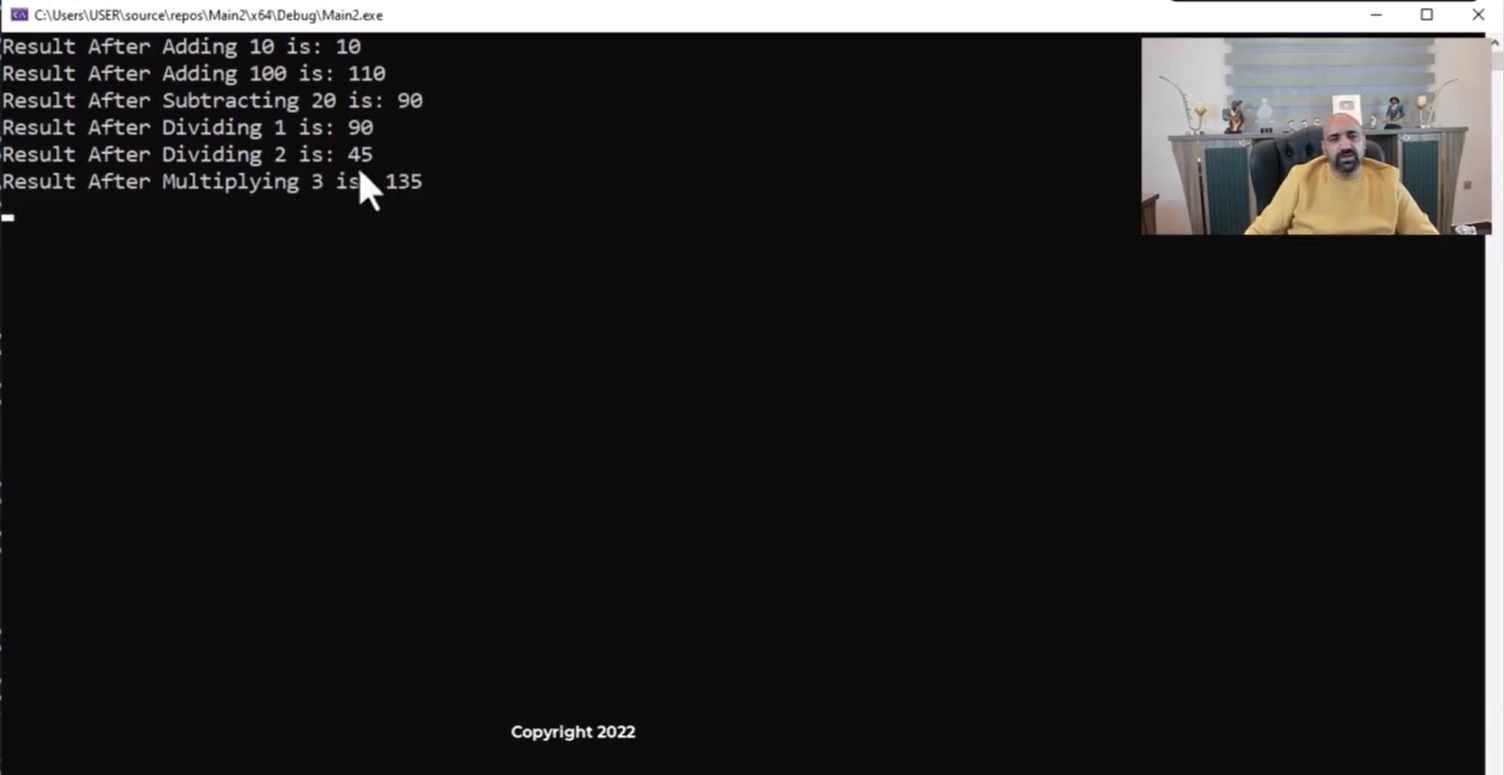 C:\Users\USER\source\repos\Main2\x64\Debug\Main2.exe
Result After Adding 10 is: 10
Result After Adding 100 is: 110
Result After Subtracting 20 is: 90
Result After Dividing 1 is: 90
Result After Dividing 2 is: 45
Result After Multiplying 3 is 135
Copyright 2022